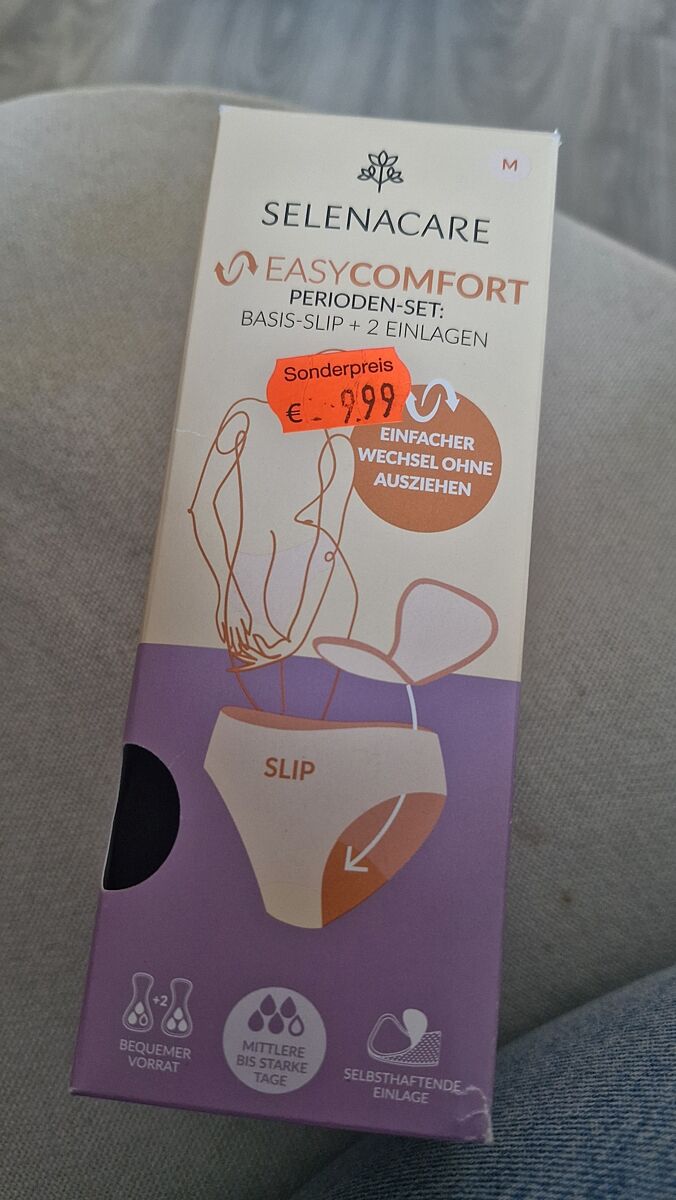 M
SELENACARE
EASYCOMFORT
PERIODEN-SET:
BASIS-SLIP + 2 EINLAGEN
Sonderpreis
€ 9.99
EINFACHER
WECHSEL OHNE
AUSZIEHEN
SLIP
+2
BEQUEMER
VORRAT
MITTLERE
BIS STARKE
TAGE
SELBSTHAFTENDE
EINLAGE